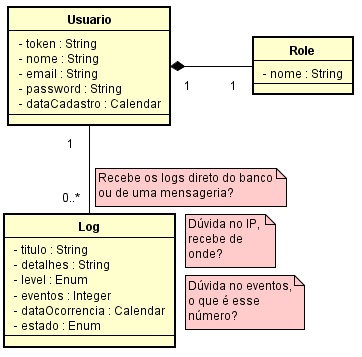 Usuario
- token : String
- nome : String
- email : String
- password : String
- dataCadastro : Calendar
Role
- nome : String
1
1
1
0..*
Recebe os logs direto do banco
ou de uma mensageria?
Log
- titulo : String
- detalhes : String
- level : Enum
- eventos : Integer
- dataOcorrencia : Calendar
- estado : Enum
Dúvida no IP,
recebe de
onde?
Dúvida no eventos,
o que é esse
número?